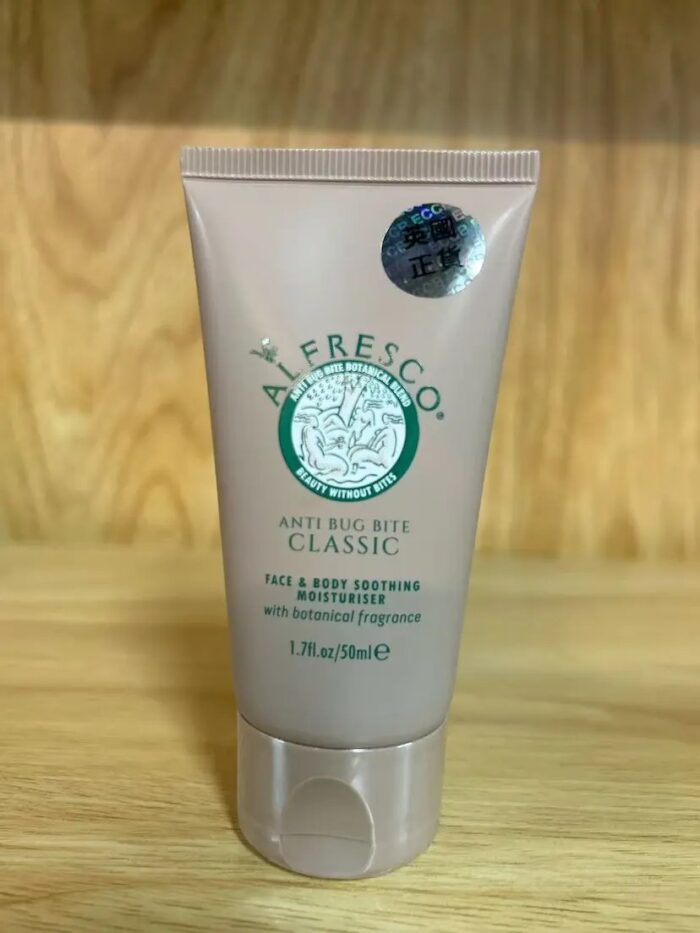 英國
正貨
ALFRESCO®
ANTI BUG BITE BOTANICAL BLEND
BEAUTY WITHOUT BITES
ANTI BUG BITE
CLASSIC
FACE & BODY SOOTHING
MOISTURISER
with botanical fragrance
1.7fl.oz/50ml℮